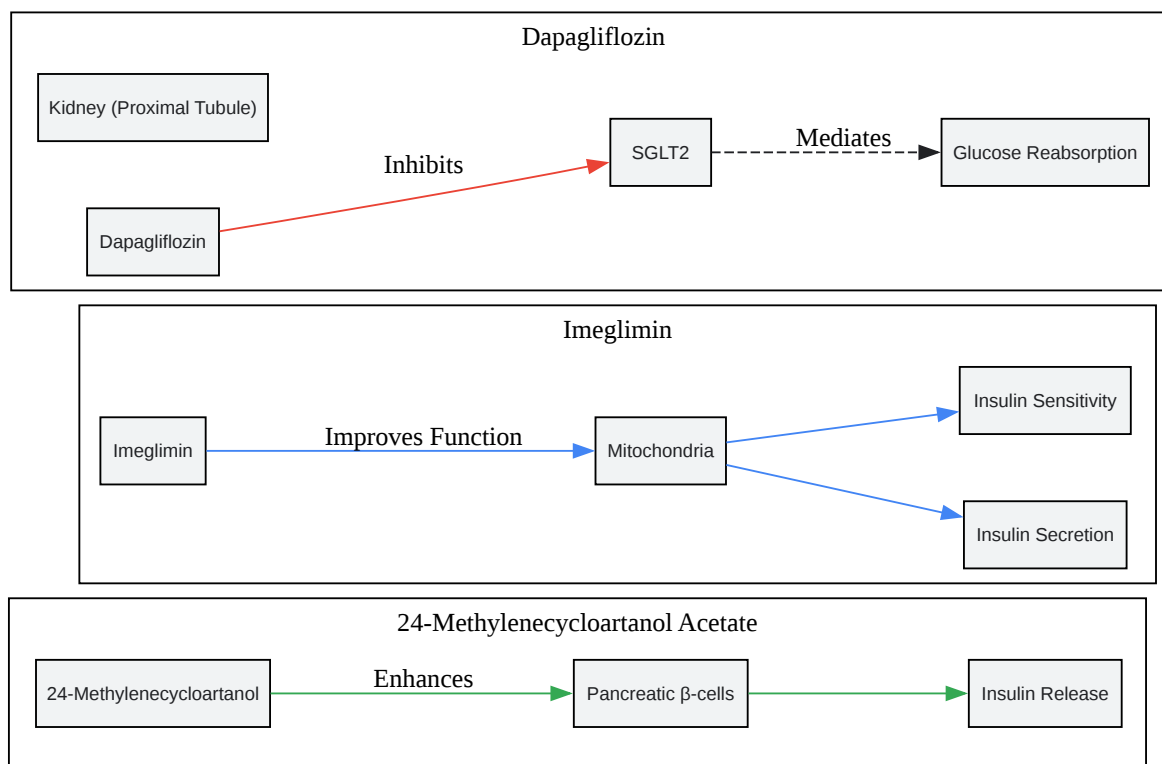 Dapagliflozin
Kidney (Proximal Tubule)
SGLT2
Mediates
Glucose Reabsorption
Inhibits
Dapagliflozin
Imeglimin
Insulin Sensitivity
Imeglimin
Improves Function
Mitochondria
Insulin Secretion
24-Methylenecycloartanol Acetate
24-Methylenecycloartanol
Enhances
Pancreatic β-cells
Insulin Release